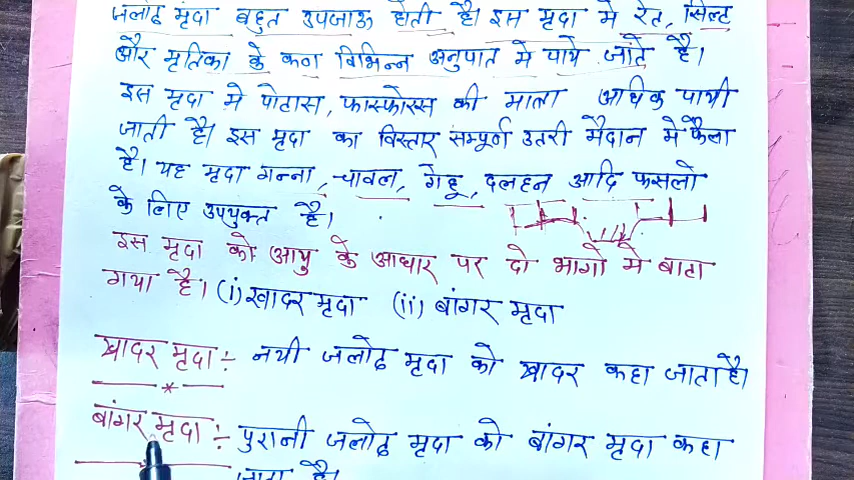 जलोढ़ मृदा बहुत उपजाऊ होती है। इस मृदा मे रेत, सिल्ट
और मृतिका के कण विभिन्न अनुपात मे पाये जाते है।
इस मृदा मे पोटास, फास्फोरस की मात्रा अधिक पायी
जाती है। इस मृदा का विस्तार सम्पूर्ण उतरी मैदान मे फैला
है। यह मृदा गन्ना, चावल, गेहू, दलहन आदि फसलो
के लिए उपयुक्त है।
इस मृदा को आयु के आधार पर दो भागो मे बाटा
गया है। (i) खादर मृदा (ii) बांगर मृदा
खादर मृदा :- नयी जलोढ़ मृदा को खादर कहा जाता है।
बांगर मृदा :- पुरानी जलोढ़ मृदा को बांगर मृदा कहा
जाता है।